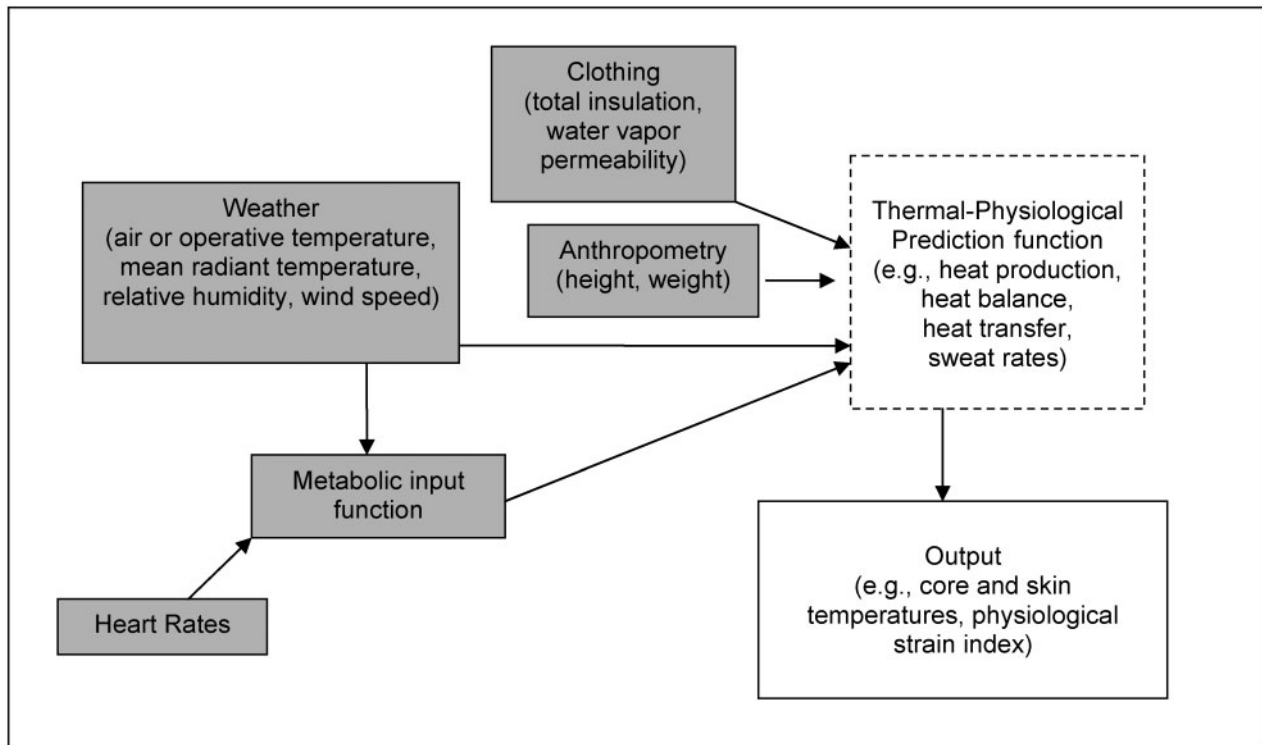 Clothing
(total insulation,
water vapor
permeability)
Weather
(air or operative temperature,
mean radiant temperature,
relative humidity, wind speed)
Anthropometry
(height, weight)
Thermal-Physiological
Prediction function
(e.g., heat production,
heat balance,
heat transfer,
sweat rates)
Metabolic input
function
Heart Rates
Output
(e.g., core and skin
temperatures, physiological
strain index)